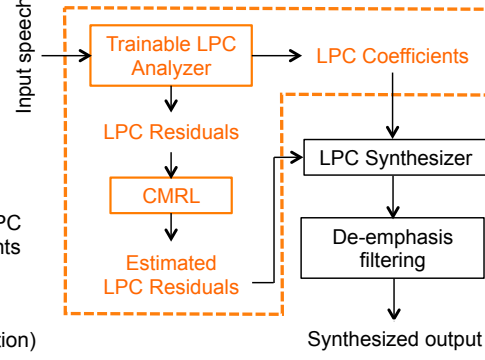 Input speech
Trainable LPC
Analyzer
LPC Coefficients
LPC Residuals
LPC Synthesizer
CMRL
De-emphasis
filtering
Estimated
LPC Residuals
Synthesized output